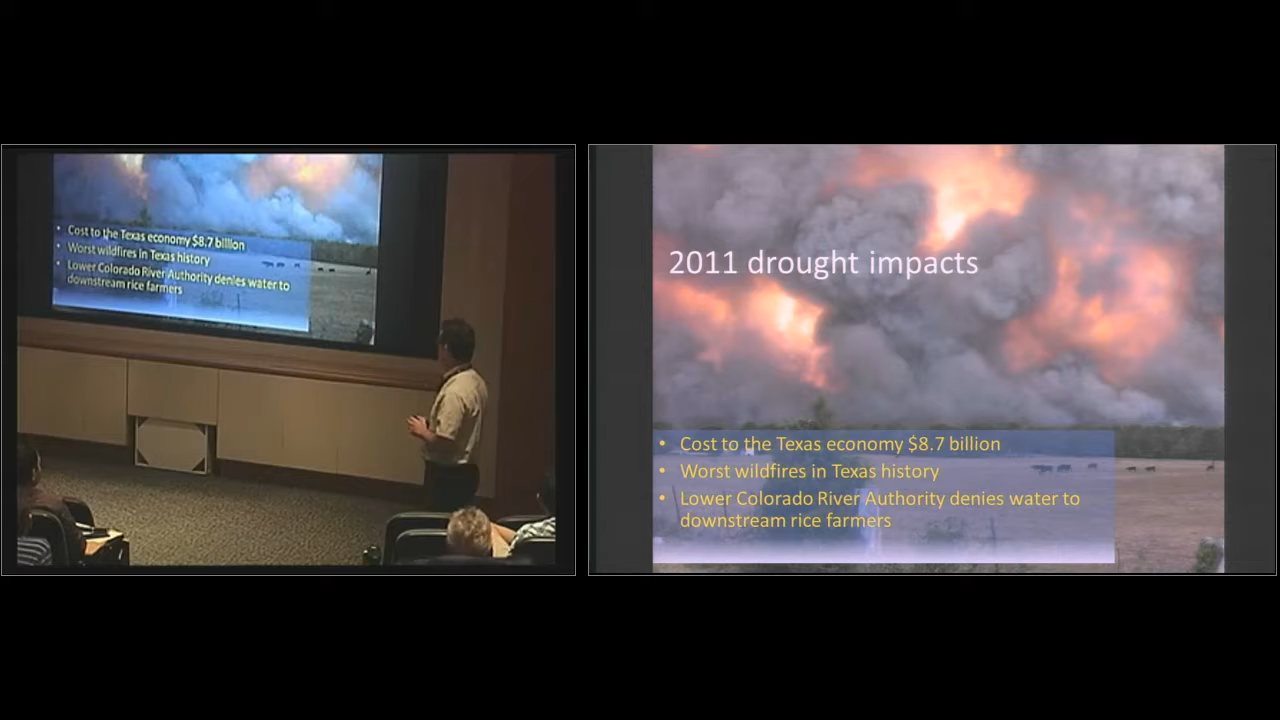 • Cost to the Texas economy $8.7 billion
• Worst wildfires in Texas history
• Lower Colorado River Authority denies water to
downstream rice farmers
2011 drought impacts
• Cost to the Texas economy $8.7 billion
• Worst wildfires in Texas history
• Lower Colorado River Authority denies water to
downstream rice farmers